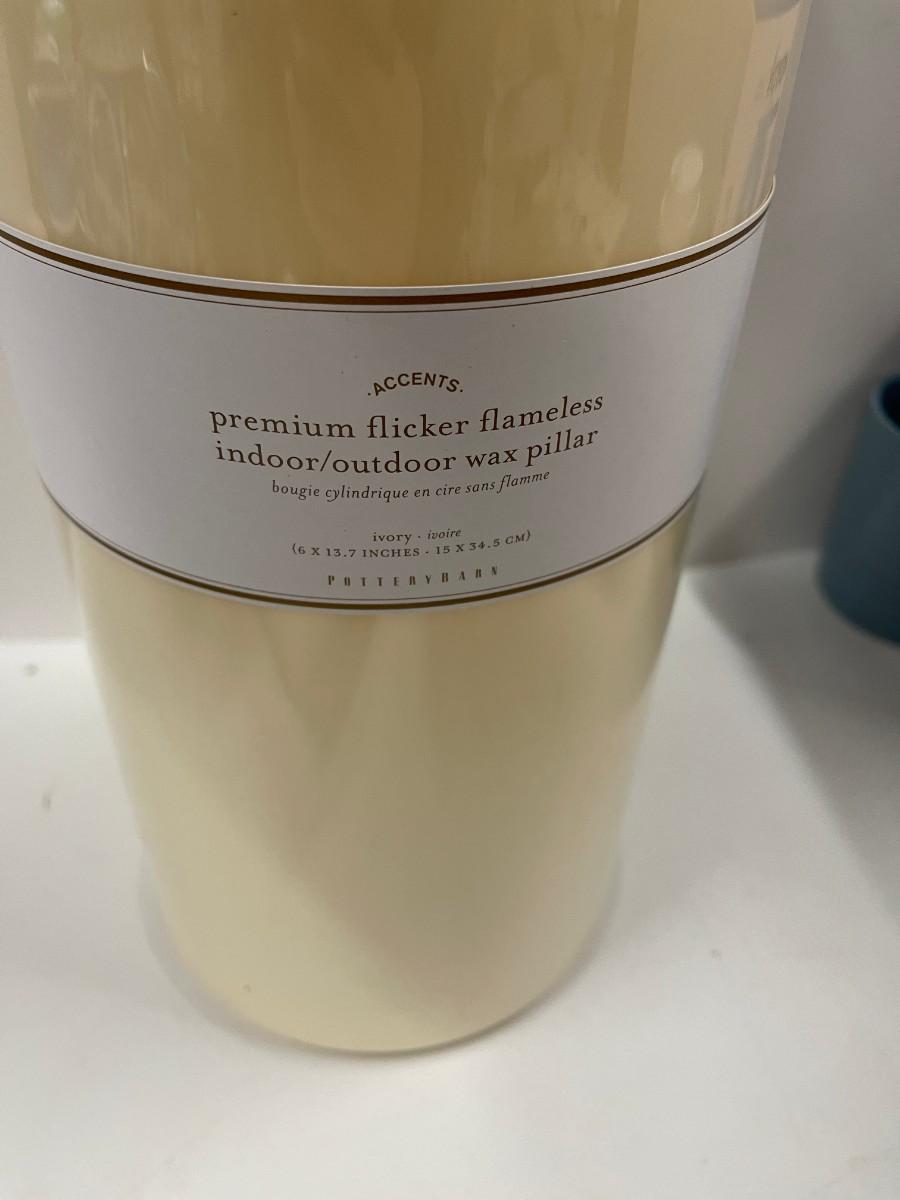 ·ACCENTS·
premium flicker flameless
indoor/outdoor wax pillar
bougie cylindrique en cire sans flamme
ivory · ivoire
(6 X 13.7 INCHES · 15 X 34.5 CM)
POTTERYBARN